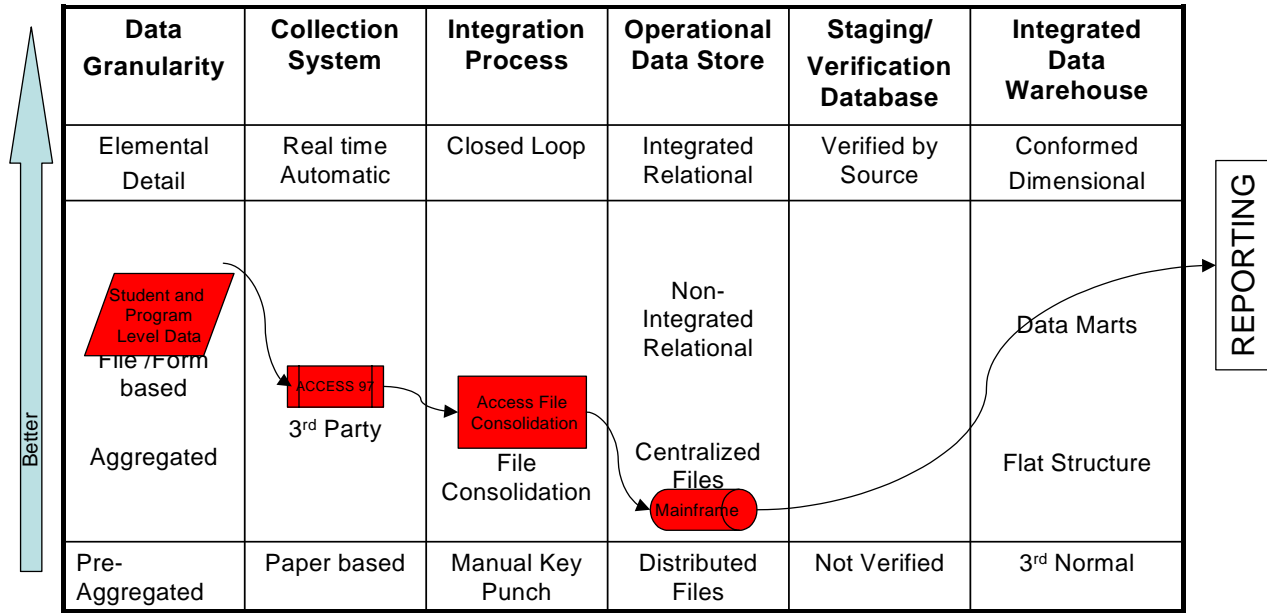 Data
Granularity
Collection
System
Integration
Process
Operational
Data Store
Staging/
Verification
Database
Integrated
Data
Warehouse
Elemental
Detail
Real time
Automatic
Closed Loop
Integrated
Relational
Verified by
Source
Conformed
Dimensional
Student and
Program
Level Data
File /Form
based
Aggregated
ACCESS 97
3rd Party
Access File
Consolidation
File
Consolidation
Non-
Integrated
Relational
Centralized
Files
Mainframe
Data Marts
Flat Structure
Pre-
Aggregated
Paper based
Manual Key
Punch
Distributed
Files
Not Verified
3rd Normal
Better
REPORTING